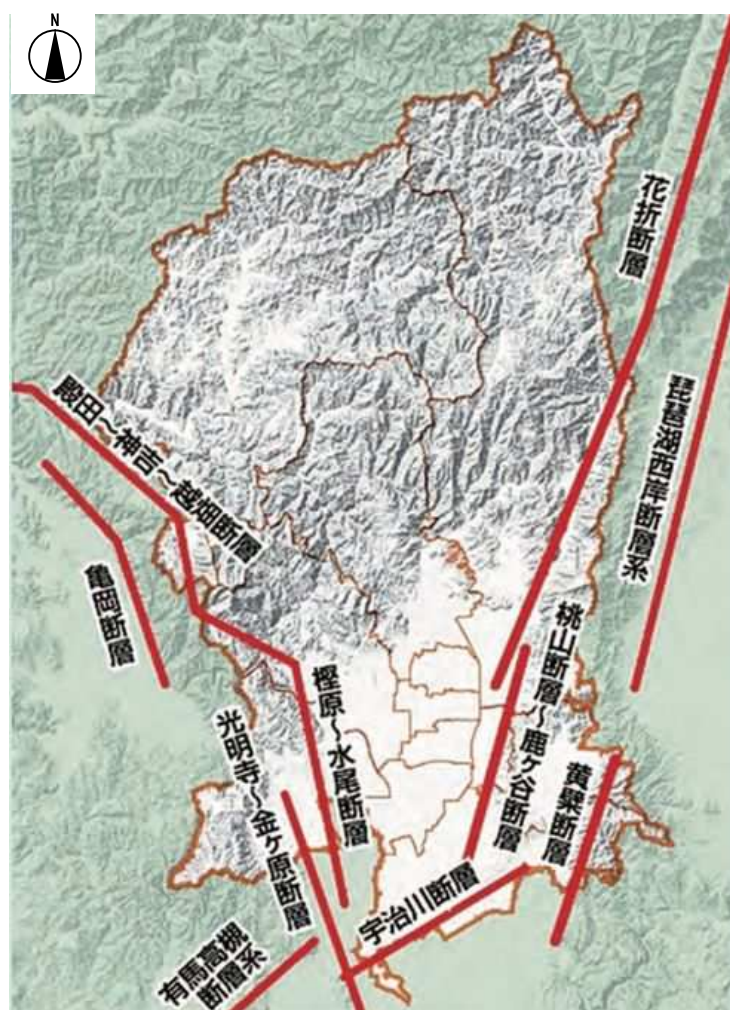 N
花折断層
琵琶湖西岸断層系
殿田～神吉～越畑断層
亀岡断層
桃山断層～鹿ヶ谷断層
樫原～水尾断層
光明寺～金ヶ原断層
黄檗断層
宇治川断層
有馬高槻
断層系